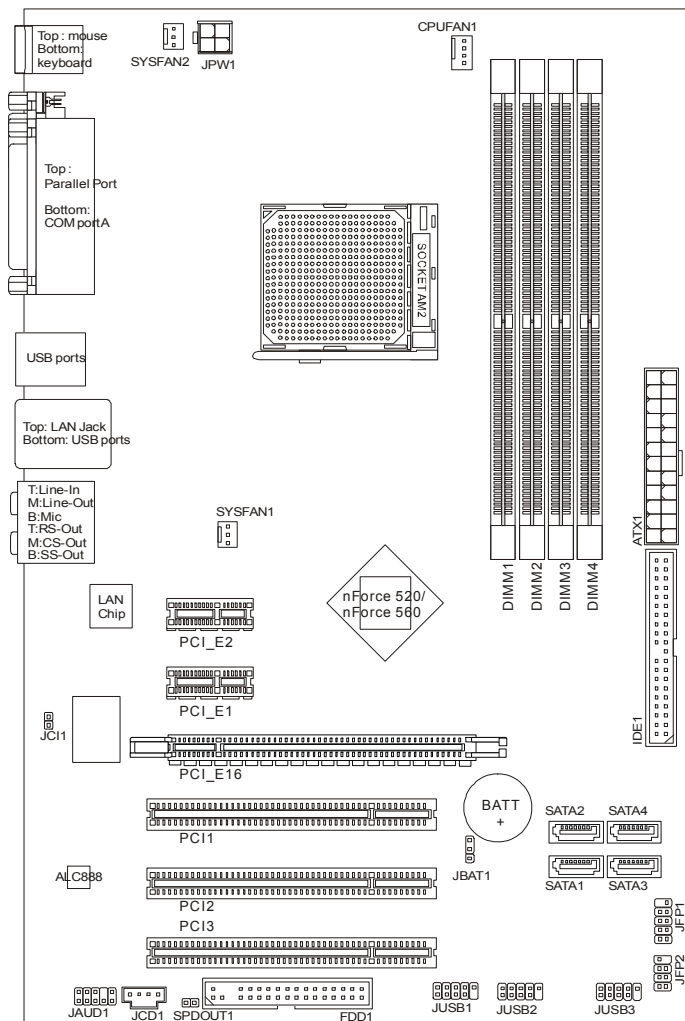 Top : mouse
Bottom:
keyboard
SYSFAN2
JPW1
CPUFAN1
Top :
Parallel Port
Bottom:
COM port A
SOCKET AM2
USB ports
Top: LAN Jack
Bottom: USB ports
T:Line-In
M:Line-Out
B:Mic
T:RS-Out
M:CS-Out
B:SS-Out
SYSFAN1
ATX1
DIMM1
DIMM2
DIMM3
DIMM4
LAN
Chip
nForce 520/
nForce 560
PCI_E2
PCI_E1
IDE1
JCI1
PCI_E16
BATT
+
SATA2
SATA4
PCI1
JBAT1
SATA1
SATA3
ALC888
PCI2
JFP1
PCI3
JFP2
JAUD1
JCD1
SPDOUT1
FDD1
JUSB1
JUSB2
JUSB3